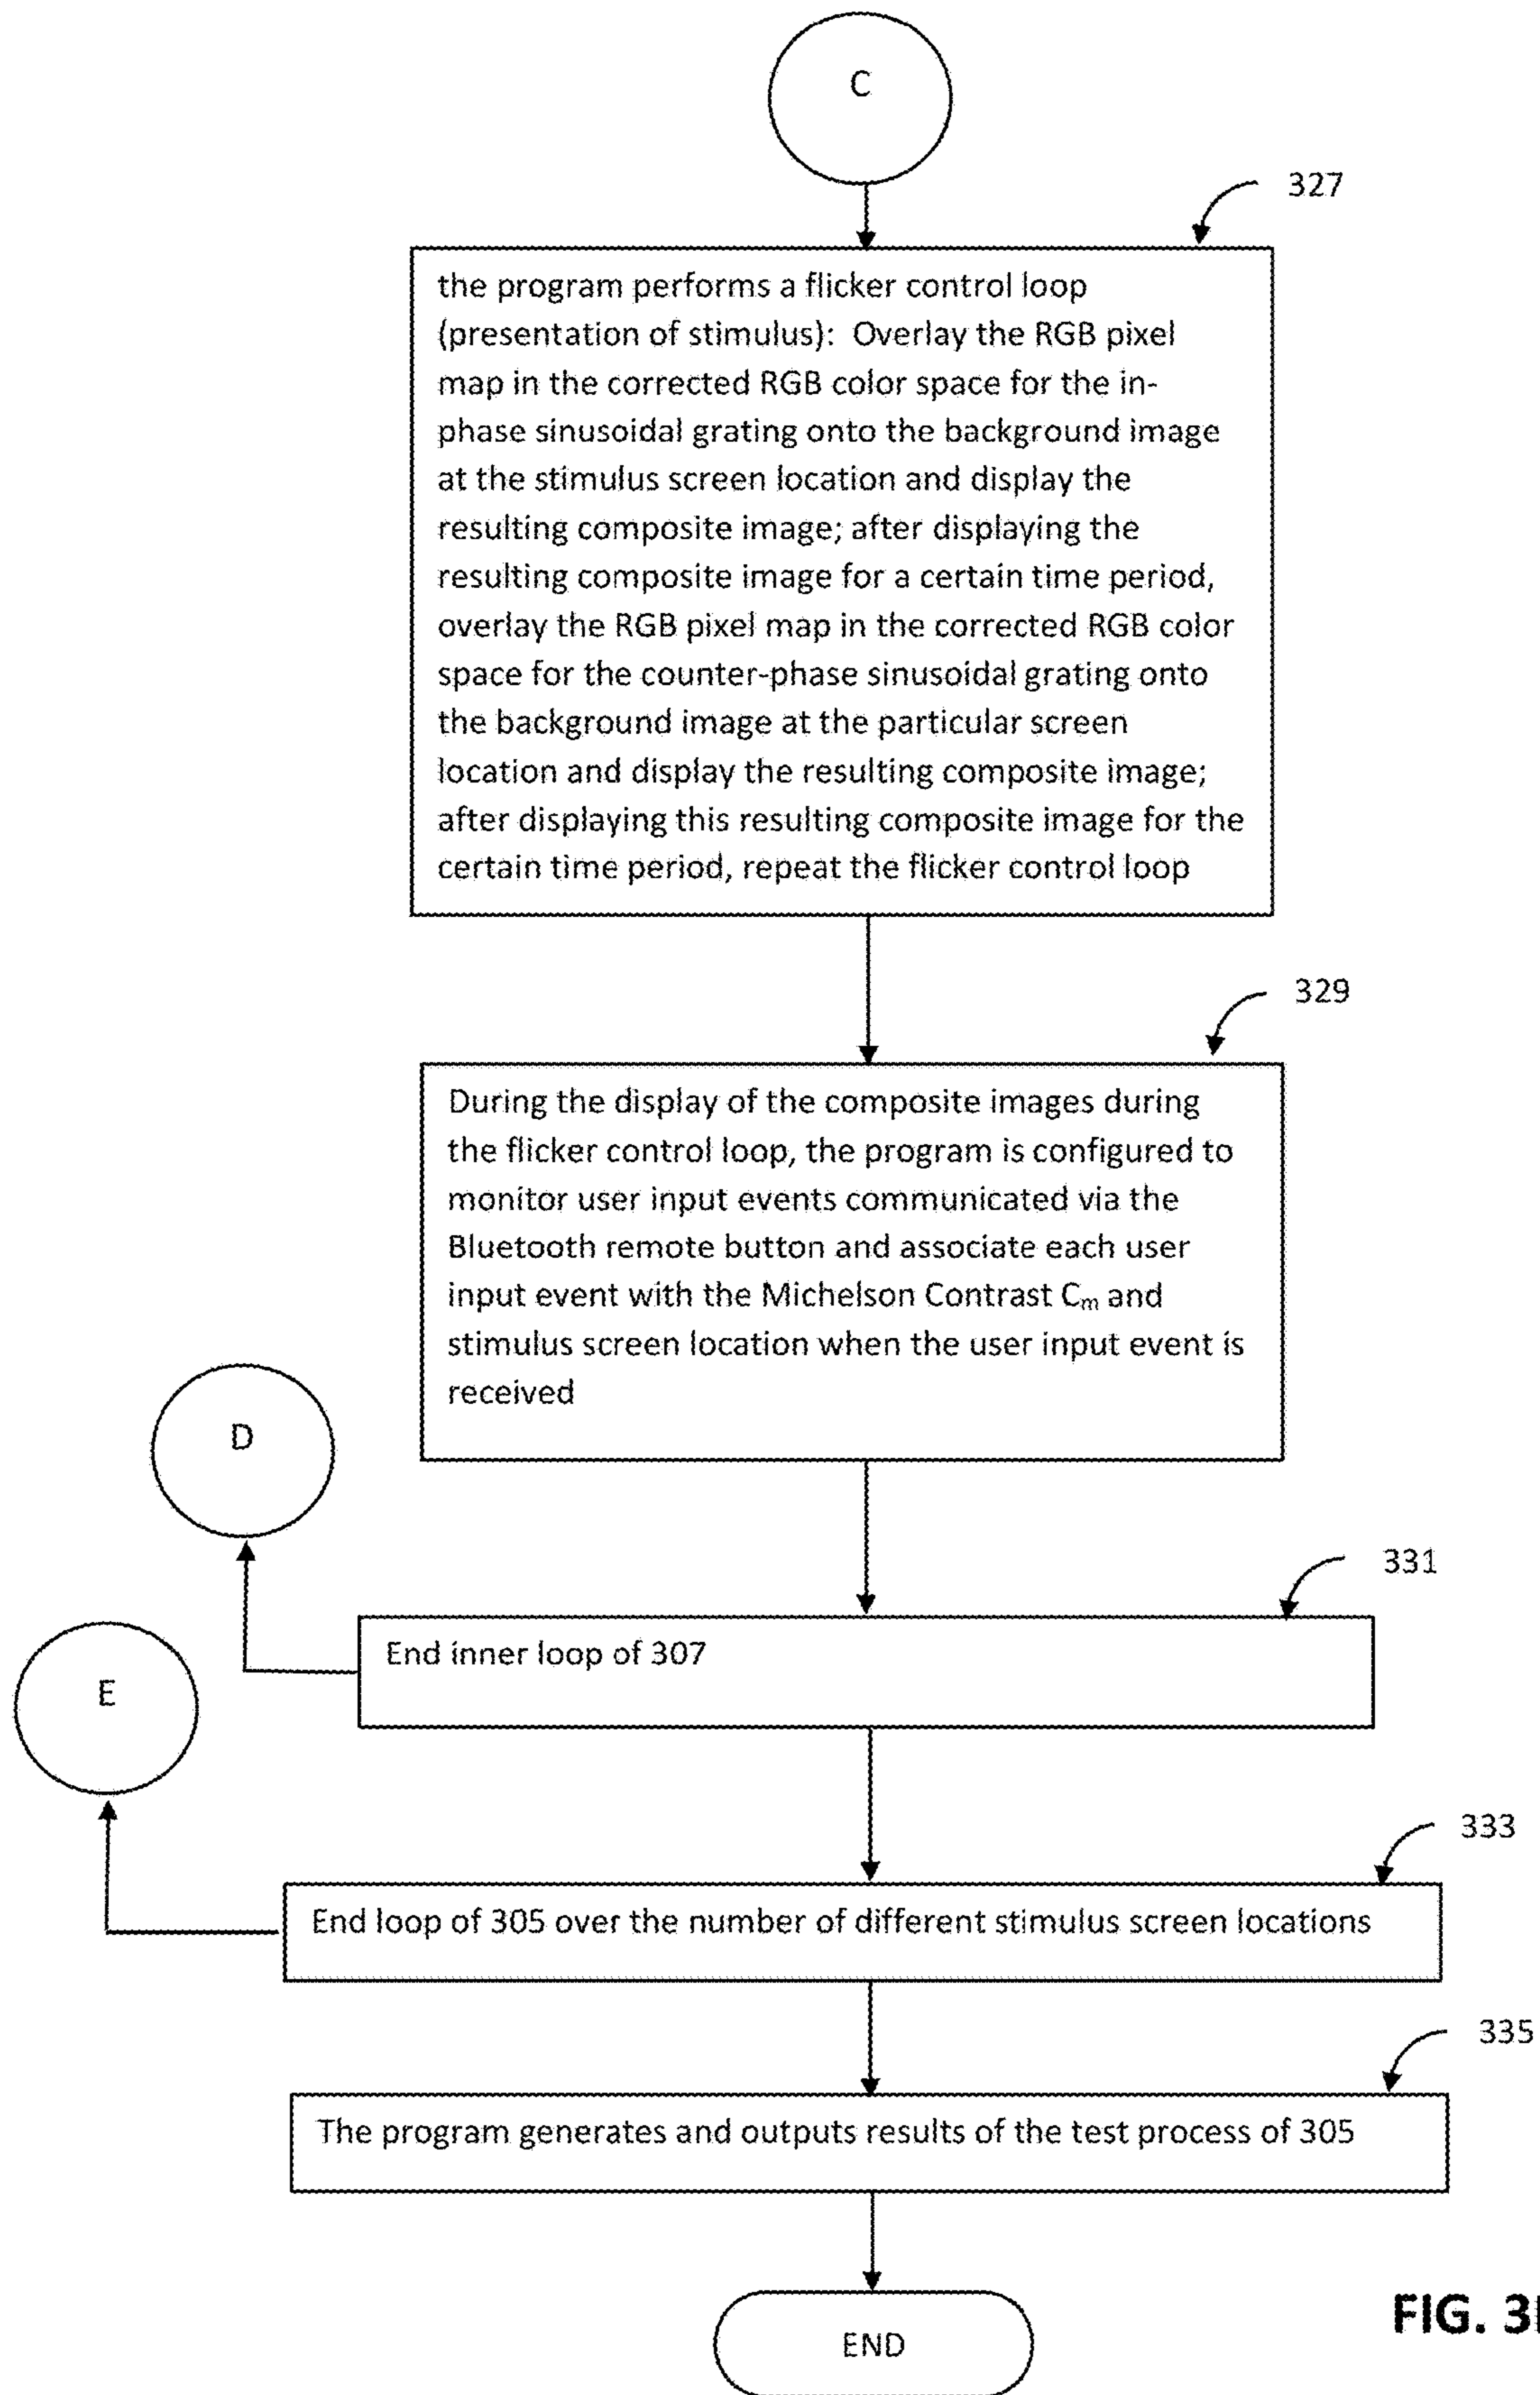 C
327
the program performs a flicker control loop
(presentation of stimulus): Overlay the RGB pixel
map in the corrected RGB color space for the in-
phase sinusoidal grating onto the background image
at the stimulus screen location and display the
resulting composite image; after displaying the
resulting composite image for a certain time period,
overlay the RGB pixel map in the corrected RGB color
space for the counter-phase sinusoidal grating onto
the background image at the particular screen
location and display the resulting composite image;
after displaying this resulting composite image for the
certain time period, repeat the flicker control loop
329
During the display of the composite images during
the flicker control loop, the program is configured to
monitor user input events communicated via the
Bluetooth remote button and associate each user
input event with the Michelson Contrast Cₘ and
stimulus screen location when the user input event is
received
D
331
End inner loop of 307
E
333
End loop of 305 over the number of different stimulus screen locations
335
The program generates and outputs results of the test process of 305
END
FIG.